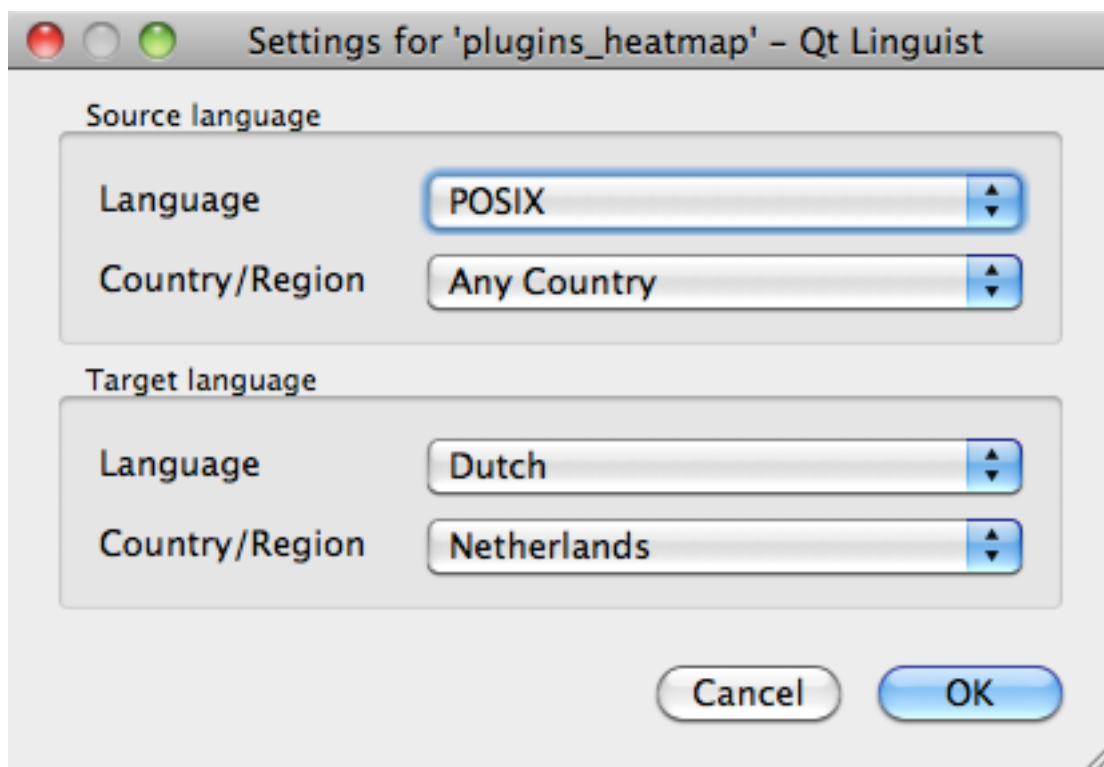 Settings for 'plugins_heatmap' – Qt Linguist
Source language
Language POSIX
Country/Region Any Country
Target language
Language Dutch
Country/Region Netherlands
Cancel OK